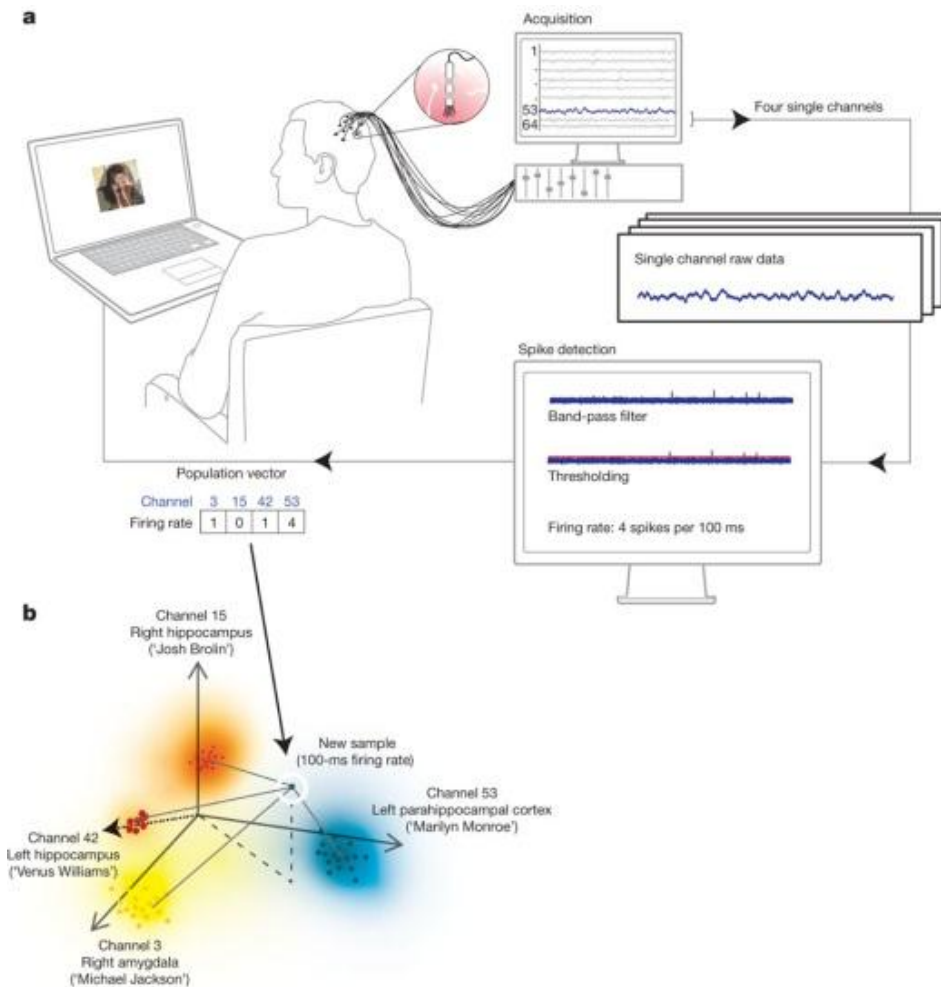 a
Acquisition
1
53
64
Four single channels
Single channel raw data
Spike detection
Band-pass filter
Thresholding
Firing rate: 4 spikes per 100 ms
Population vector
Channel 3 15 42 53
Firing rate 1 0 1 4
b
Channel 15
Right hippocampus
(‘Josh Brolin’)
New sample
(100-ms firing rate)
Channel 53
Left parahippocampal cortex
(‘Marilyn Monroe’)
Channel 42
Left hippocampus
(‘Venus Williams’)
Channel 3
Right amygdala
(‘Michael Jackson’)